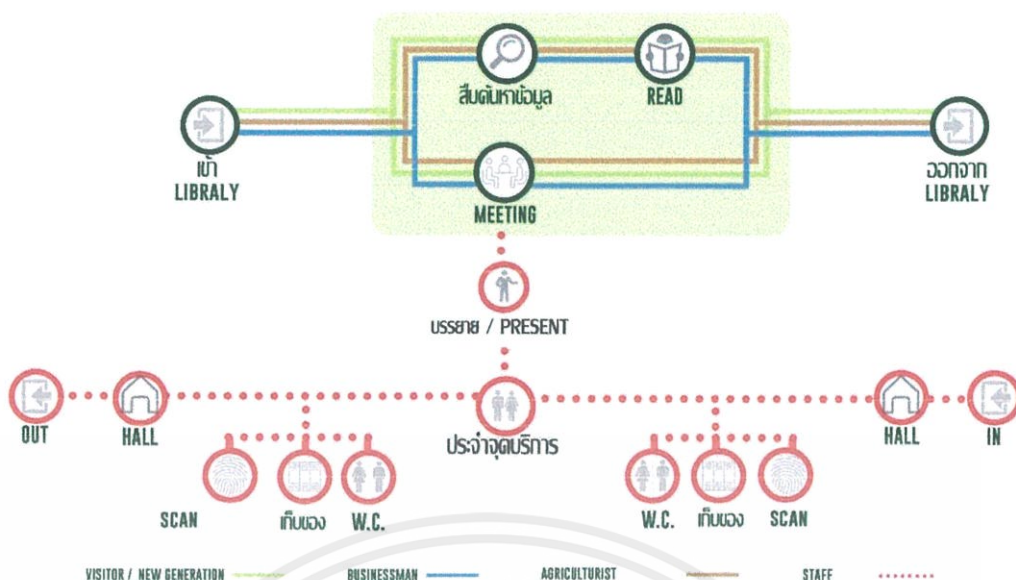 สืบค้นหาข้อมูล
READ
เข้า
LIBRALY
ออกจาก
LIBRALY
MEETING
บรรยาย / PRESENT
OUT
HALL
ประจำจุดบริการ
HALL
IN
SCAN
เก็บของ
W.C.
W.C.
เก็บของ
SCAN
VISITOR / NEW GENERATION
BUSINESSMAN
AGRICULTURIST
STAFF